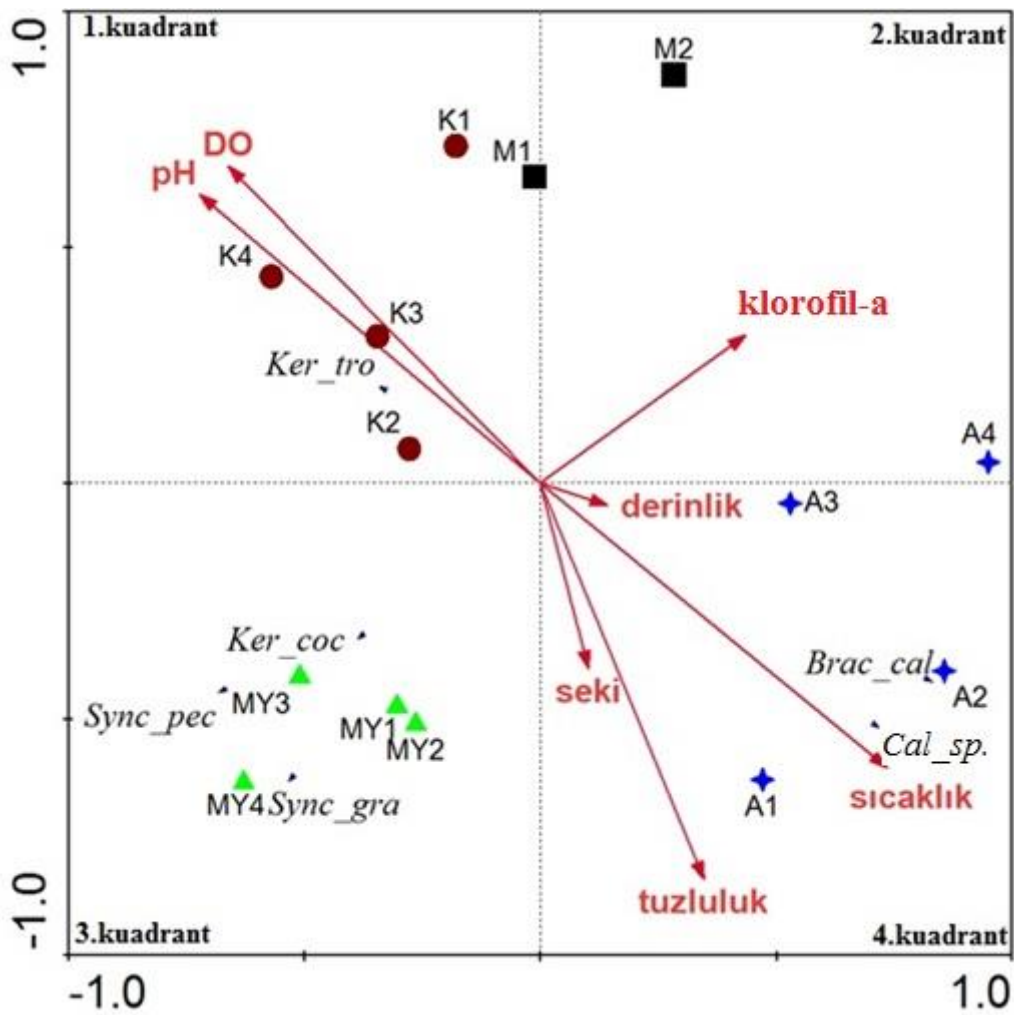 1.0
1.kuadrant
2.kuadrant
M2
K1
DO
M1
pH
K4
klorofil-a
K3
Ker_tro
K2
A4
derinlik
A3
Ker_coc
Brac_cal
seki
MY3
A2
Sync_pec
MY1
MY2
Cal_sp.
MY4
Sync_gra
A1
sıcaklık
tuzluluk
-1.0
3.kuadrant
4.kuadrant
-1.0
1.0